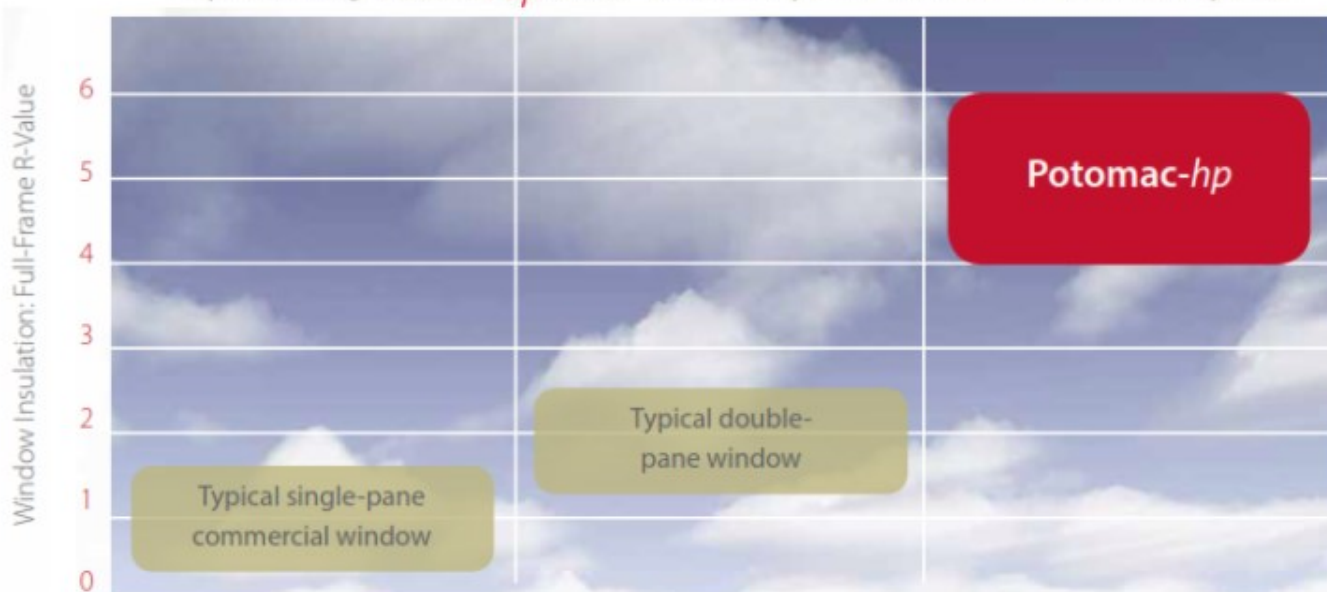 Window Insulation: Full-Frame R-Value
6
5
4
3
2
1
0
Potomac-hp
Typical double-
pane window
Typical single-pane
commercial window